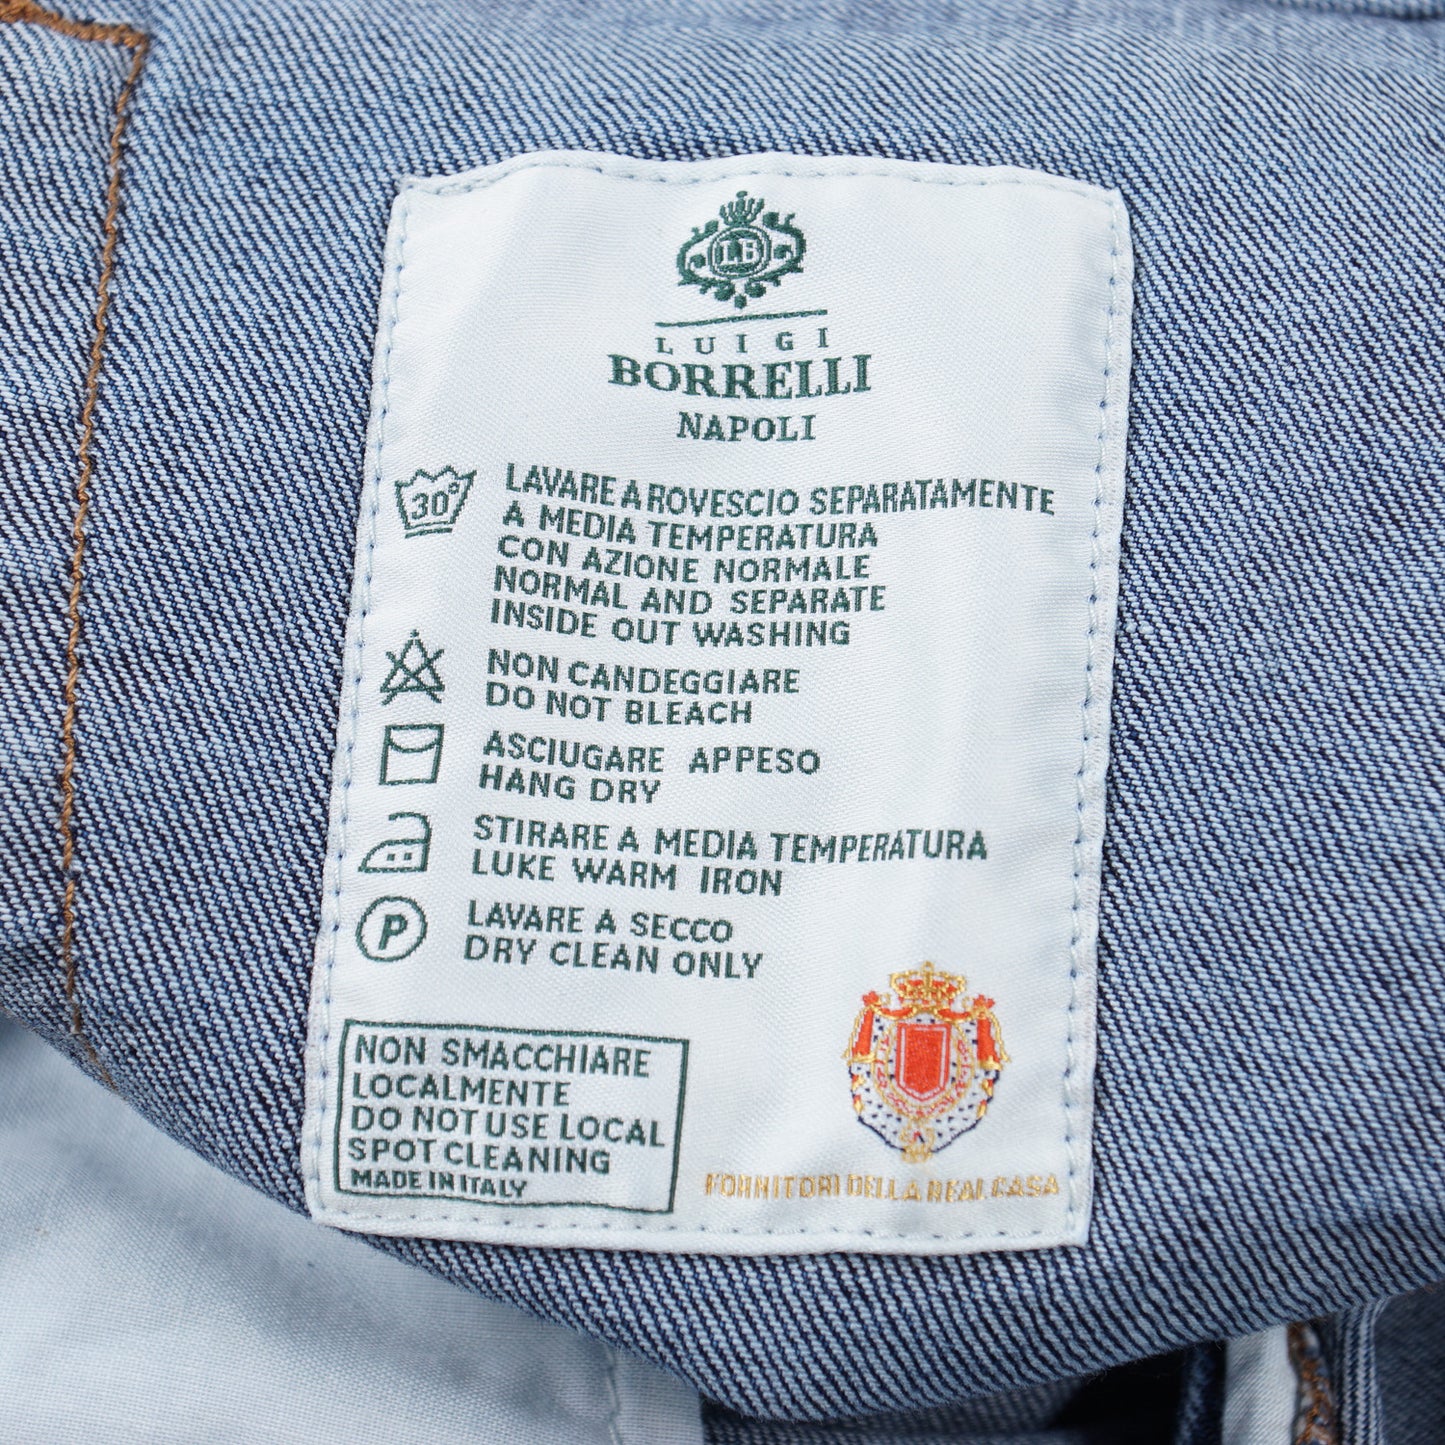 LB
LUIGI
BORRELLI
NAPOLI
30°
LAVARE A ROVESCIO SEPARATAMENTE
A MEDIA TEMPERATURA
CON AZIONE NORMALE
NORMAL AND SEPARATE
INSIDE OUT WASHING
NON CANDEGGIARE
DO NOT BLEACH
ASCIUGARE APPESO
HANG DRY
STIRARE A MEDIA TEMPERATURA
LUKE WARM IRON
P
LAVARE A SECCO
DRY CLEAN ONLY
NON SMACCHIARE
LOCALMENTE
DO NOT USE LOCAL
SPOT CLEANING
MADE IN ITALY
FORNITORI DELLA REAL CASA